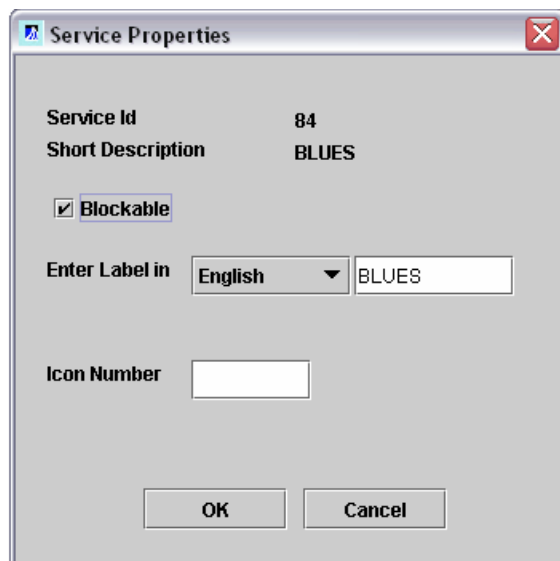 Service Properties
Service Id 84
Short Description BLUES
Blockable
Enter Label in English BLUES
Icon Number
OK Cancel